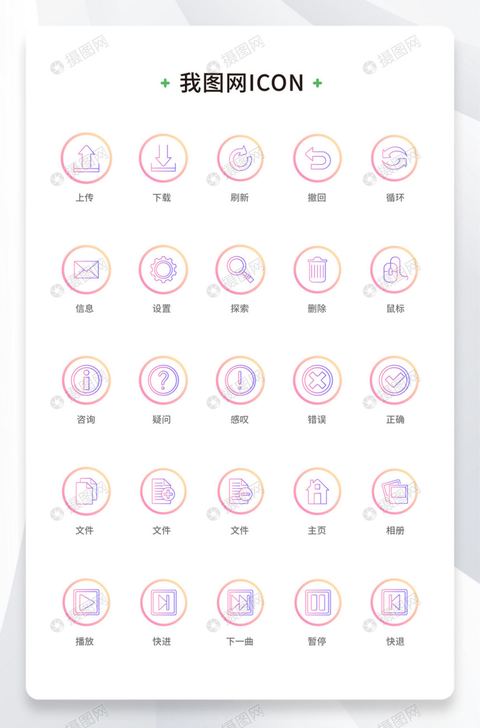 我图网ICON
上传 下载 刷新 撤回 循环
信息 设置 探索 删除 鼠标
咨询 疑问 感叹 错误 正确
文件 文件 文件 主页 相册
播放 快进 下一曲 暂停 快退
摄图网